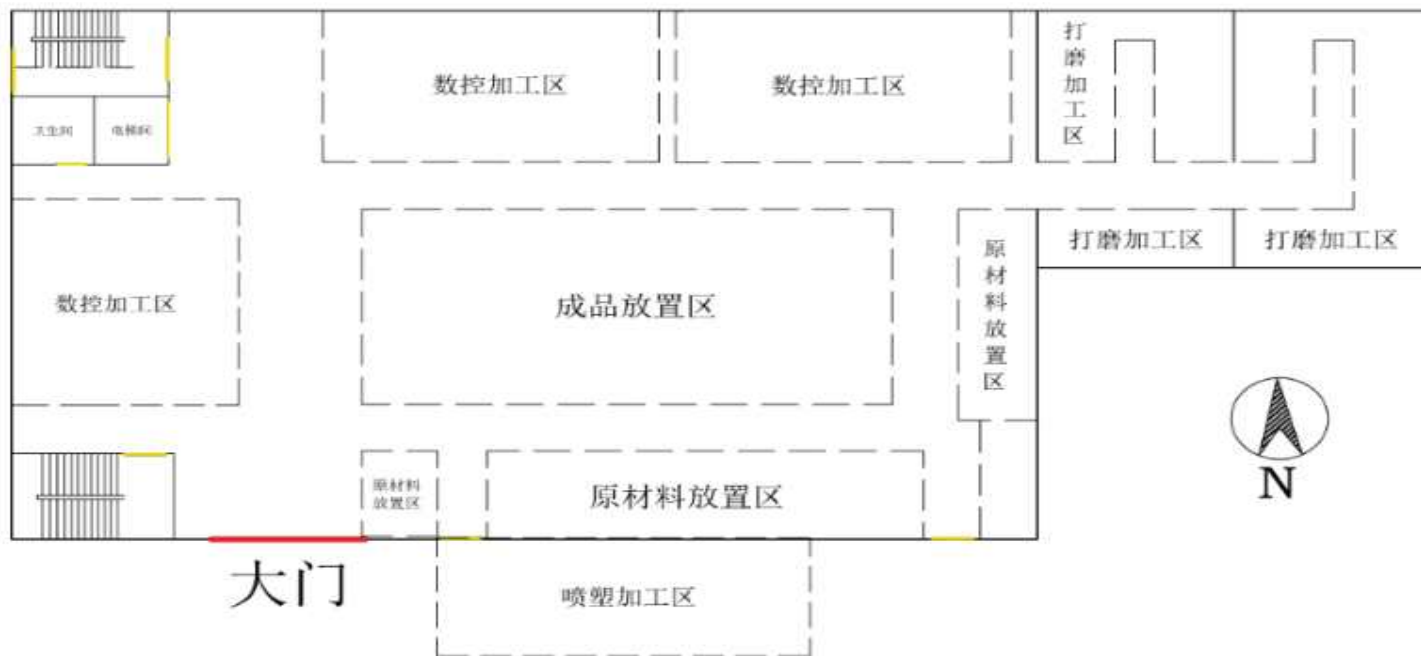 数控加工区
数控加工区
打磨加工区
卫生间
电梯间
数控加工区
成品放置区
原材料放置区
打磨加工区
打磨加工区
原材料
放置区
原材料放置区
N
大门
喷塑加工区